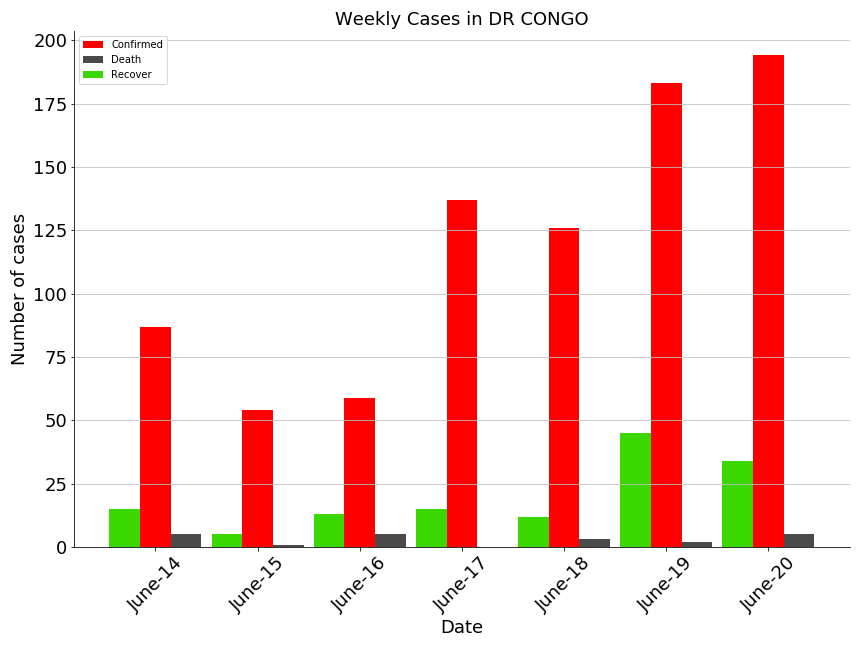 Weekly Cases in DR CONGO
Confirmed
Death
Recover
Number of cases
200
175
150
125
100
75
50
25
0
June-14
June-15
June-16
June-17
June-18
June-19
June-20
Date